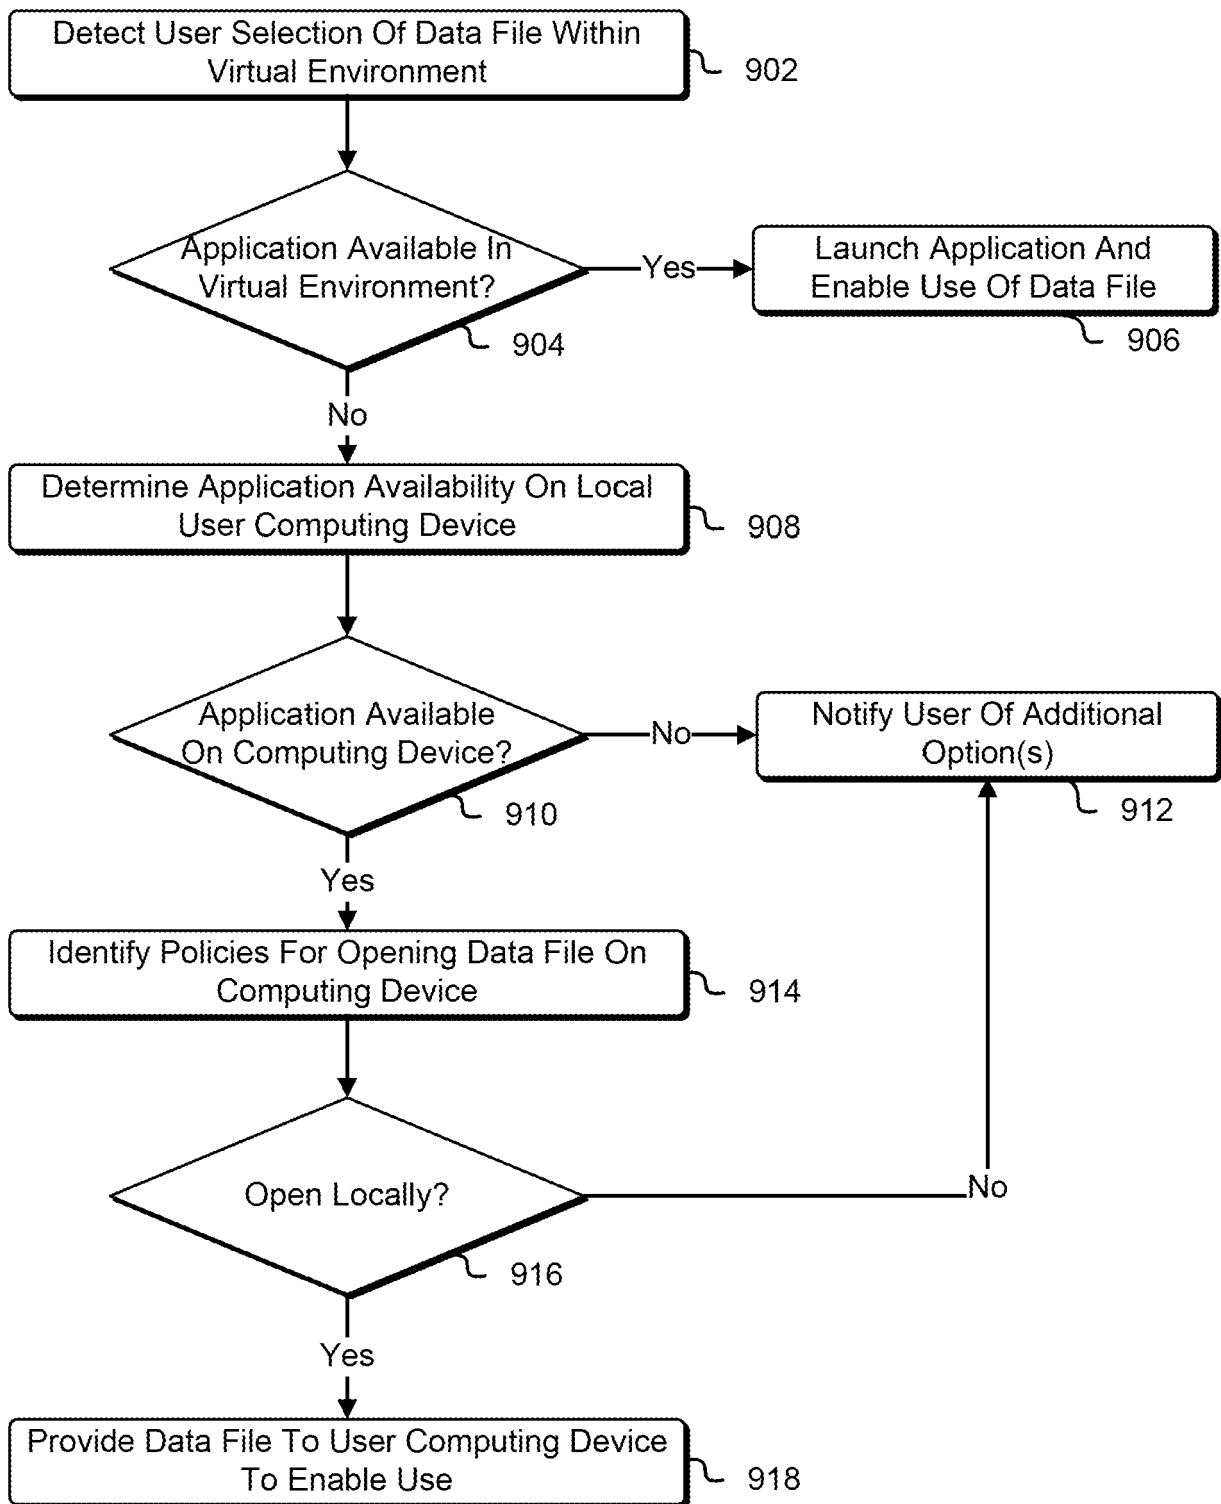 Detect User Selection Of Data File Within
Virtual Environment
902
Application Available In
Virtual Environment?
904
Yes
Launch Application And
Enable Use Of Data File
906
No
Determine Application Availability On Local
User Computing Device
908
Application Available
On Computing Device?
910
No
Notify User Of Additional
Option(s)
912
Yes
Identify Policies For Opening Data File On
Computing Device
914
Open Locally?
916
No
Yes
Provide Data File To User Computing Device
To Enable Use
918